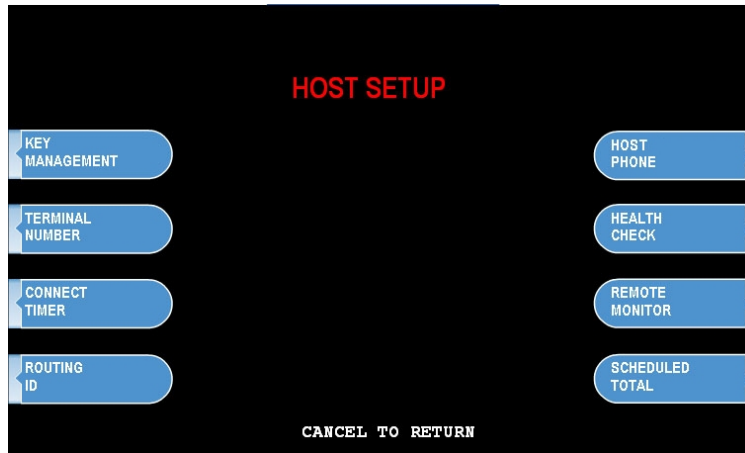 HOST SETUP
KEY
MANAGEMENT
HOST
PHONE
TERMINAL
NUMBER
HEALTH
CHECK
CONNECT
TIMER
REMOTE
MONITOR
ROUTING
ID
SCHEDULED
TOTAL
CANCEL TO RETURN